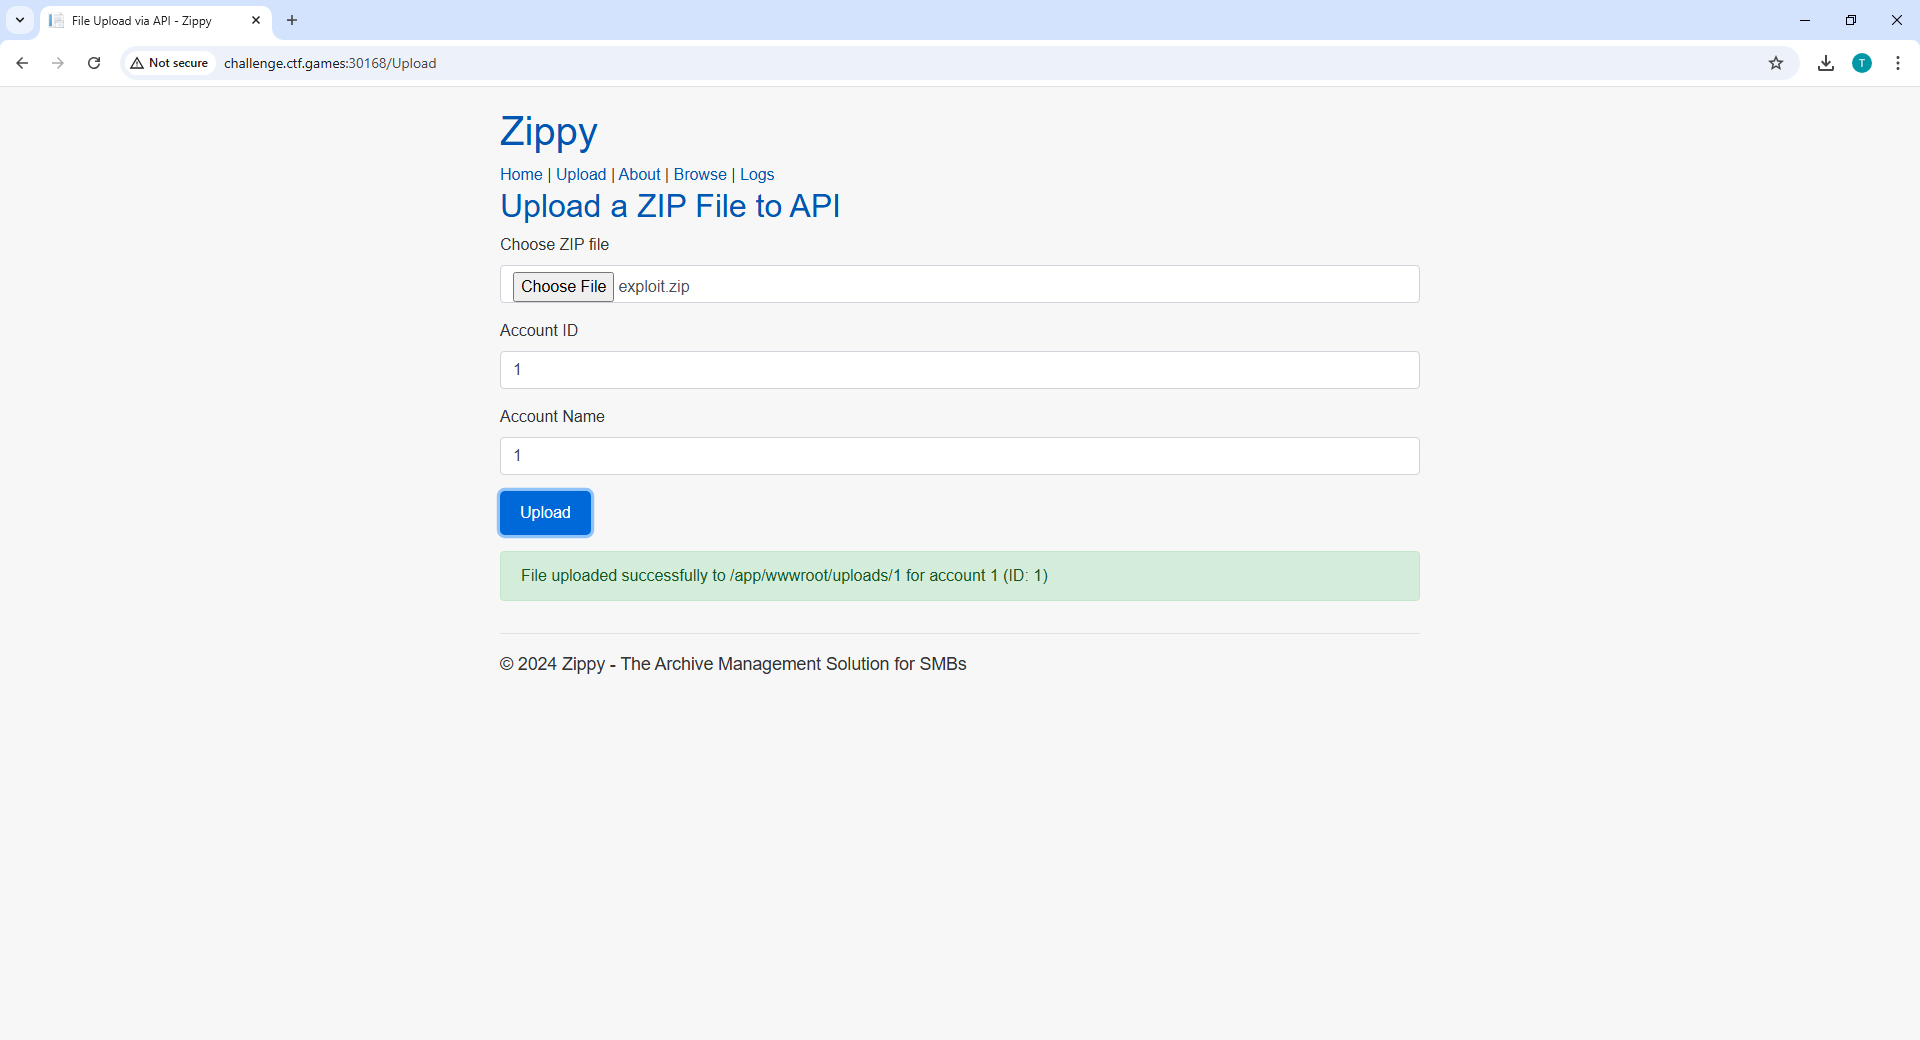 File Upload via API - Zippy
Not secure
challenge.ctf.games:30168/Upload
T
Zippy
Home | Upload | About | Browse | Logs
Upload a ZIP File to API
Choose ZIP file
Choose File exploit.zip
Account ID
1
Account Name
1
Upload
File uploaded successfully to /app/wwwroot/uploads/1 for account 1 (ID: 1)
© 2024 Zippy - The Archive Management Solution for SMBs